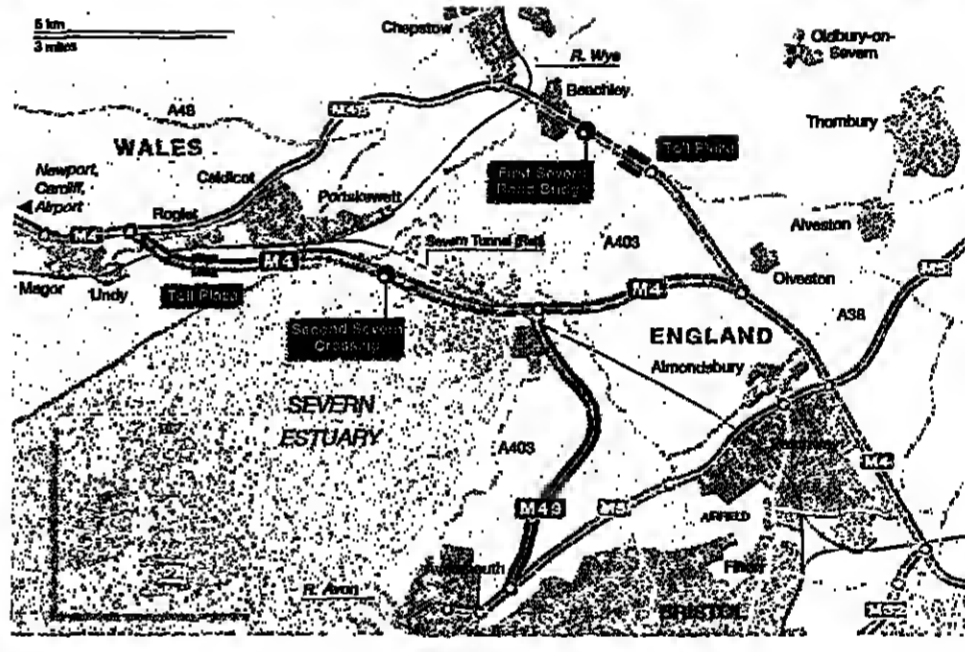 5 km
3 miles
Chepstow
R. Wye
Oldbury-on-
Severn
Beachley
A48
Thornbury
WALES
Toll Plaza
First Severn
Road Bridge
Newport,
Cardiff,
Airport
Caldicot
Portskewett
Rogiet
Alveston
M4
Severn Tunnel (Rail)
A403
M4
M5
Olveston
Magor
Undy
Toll Plaza
M4
A38
Second Severn
Crossing
ENGLAND
Almondsbury
SEVERN
ESTUARY
A403
M4
M49
M5
AIRFIELD
Filton
Avonmouth
R. Avon
BRISTOL
M32